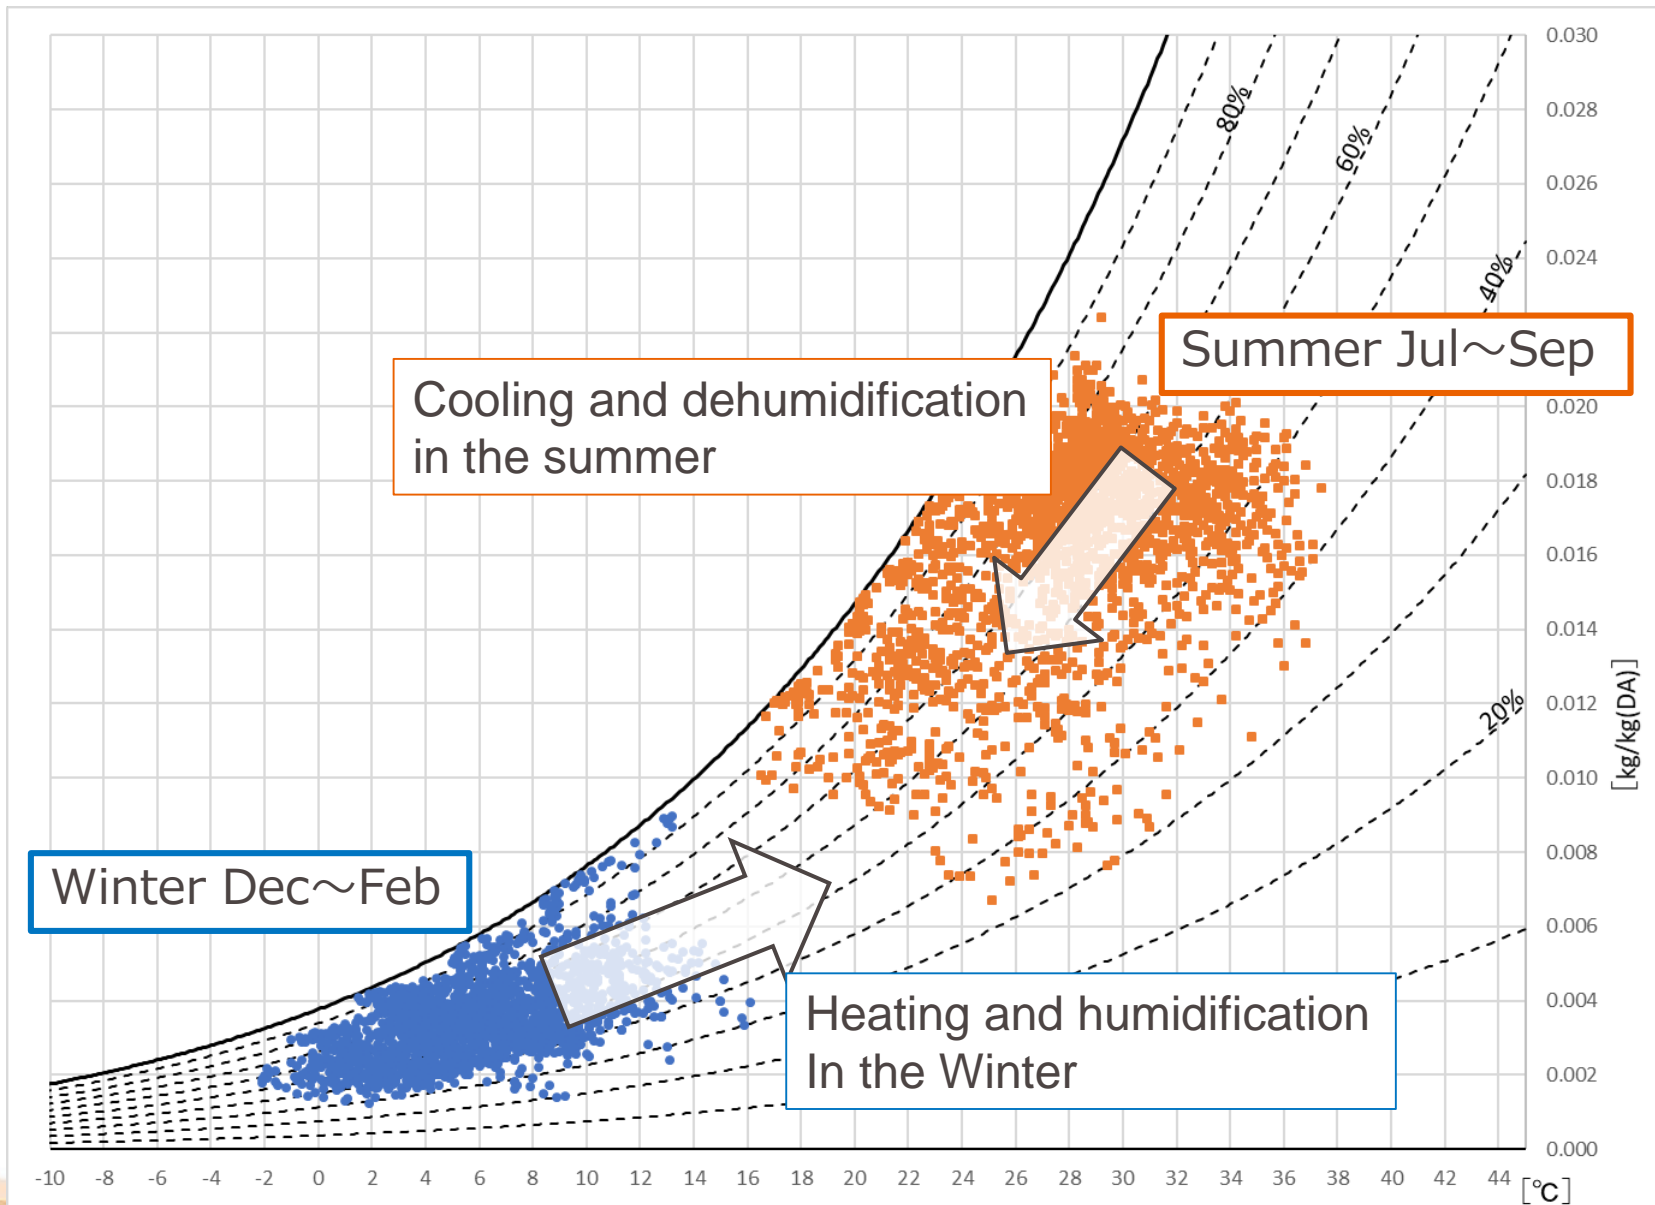 0.030
80%
0.028
60%
0.026
0.024
40%
0.022
Summer Jul～Sep
Cooling and dehumidification
in the summer
0.020
0.018
0.016
0.014
0.012
20%
[kg/kg(DA)]
0.010
0.008
Winter Dec～Feb
0.006
0.004
Heating and humidification
In the Winter
0.002
0.000
-10 -8 -6 -4 -2 0 2 4 6 8 10 12 14 16 18 20 22 24 26 28 30 32 34 36 38 40 42 44 [℃]